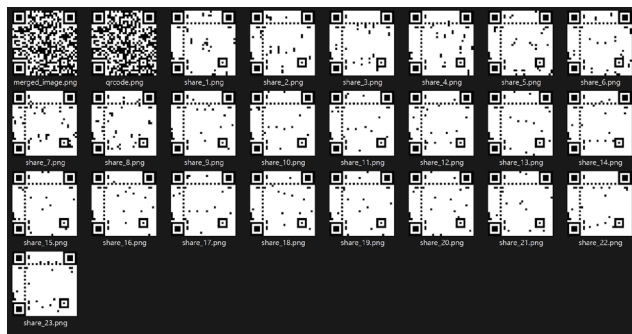 merged_image.png qrcode.png share_1.png share_2.png share_3.png share_4.png share_5.png share_6.png
share_7.png share_8.png share_9.png share_10.png share_11.png share_12.png share_13.png share_14.png
share_15.png share_16.png share_17.png share_18.png share_19.png share_20.png share_21.png share_22.png
share_23.png